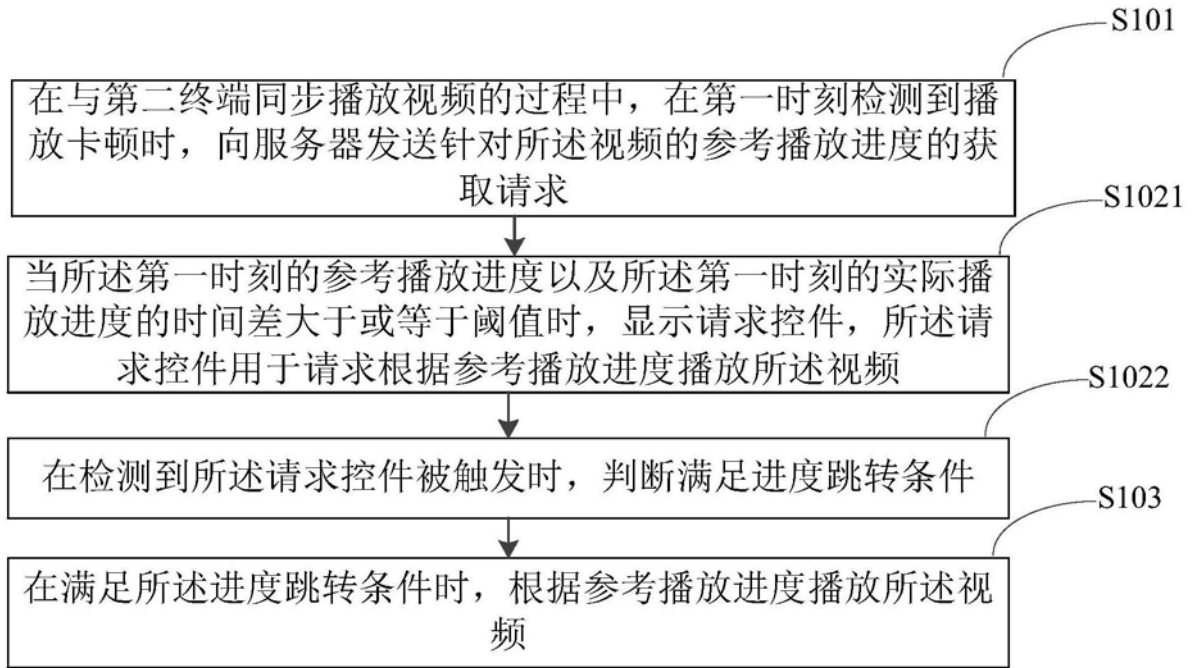 S101
在与第二终端同步播放视频的过程中，在第一时刻检测到播
放卡顿时，向服务器发送针对所述视频的参考播放进度的获
取请求
S1021
当所述第一时刻的参考播放进度以及所述第一时刻的实际播
放进度的时间差大于或等于阈值时，显示请求控件，所述请
求控件用于请求根据参考播放进度播放所述视频
S1022
在检测到所述请求控件被触发时，判断满足进度跳转条件
S103
在满足所述进度跳转条件时，根据参考播放进度播放所述视
频